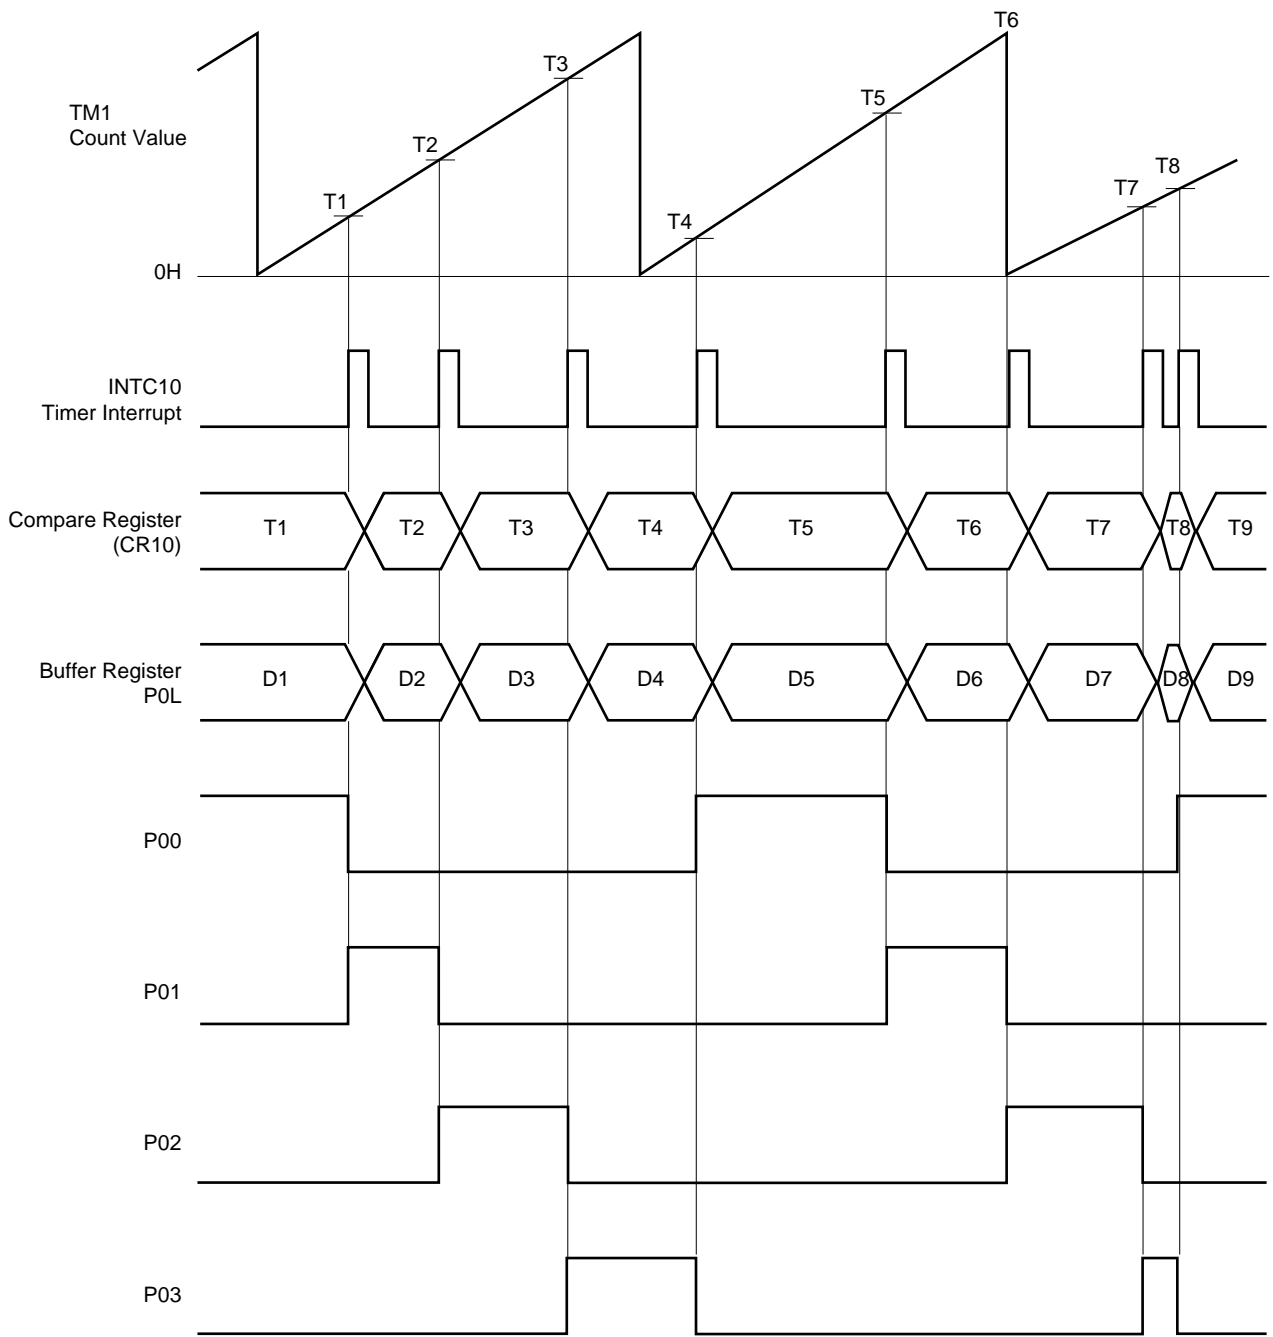 T6
T3
TM1
Count Value
T5
T2
T8
T1
T7
T4
0H
INTC10
Timer Interrupt
Compare Register
(CR10)
T1 T2 T3 T4 T5 T6 T7 T8 T9
Buffer Register
P0L
D1 D2 D3 D4 D5 D6 D7 D8 D9
P00
P01
P02
P03